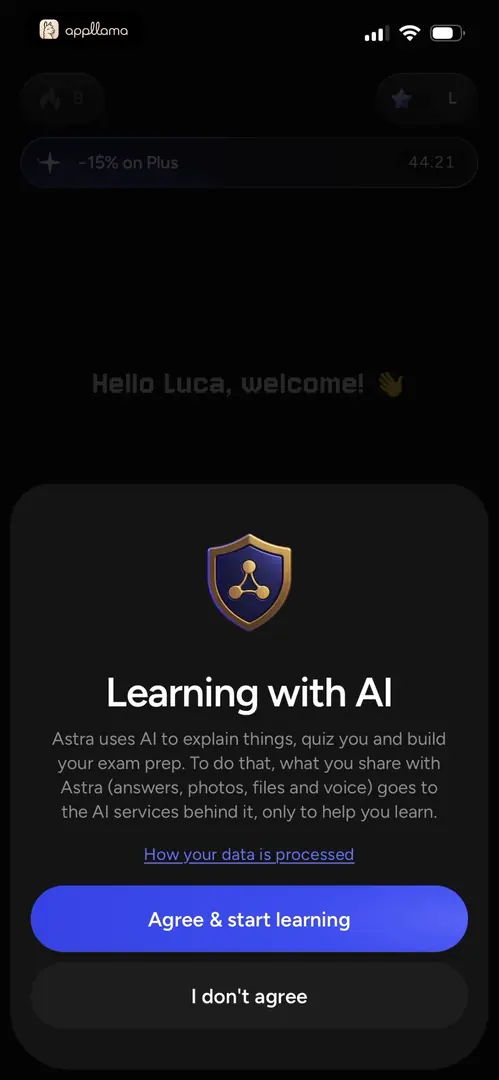 appllama
8
L
-15% on Plus
44:21
Hello Luca, welcome! 👋
Learning with AI
Astra uses AI to explain things, quiz you and build
your exam prep. To do that, what you share with
Astra (answers, photos, files and voice) goes to
the AI services behind it, only to help you learn.
How your data is processed
Agree & start learning
I don't agree